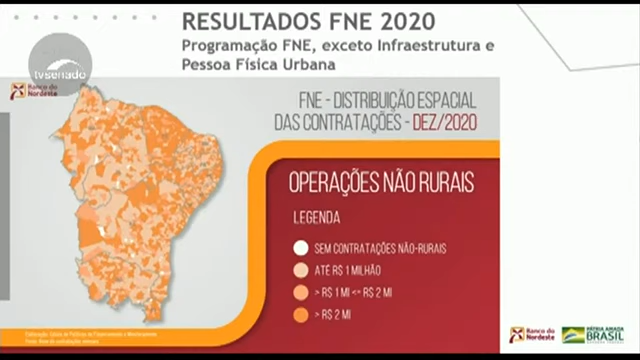 RESULTADOS FNE 2020
Programação FNE, exceto Infraestrutura e
Pessoa Física Urbana
tvsenado
Banco do
Nordeste
FNE - DISTRIBUIÇÃO ESPACIAL
DAS CONTRATAÇÕES - DEZ/2020
OPERAÇÕES NÃO RURAIS
LEGENDA
SEM CONTRATAÇÕES NÃO-RURAIS
ATÉ R$ 1 MILHÃO
> R$ 1 MI <= R$ 2 MI
> R$ 2 MI
Banco do
Nordeste
PÁTRIA AMADA
BRASIL